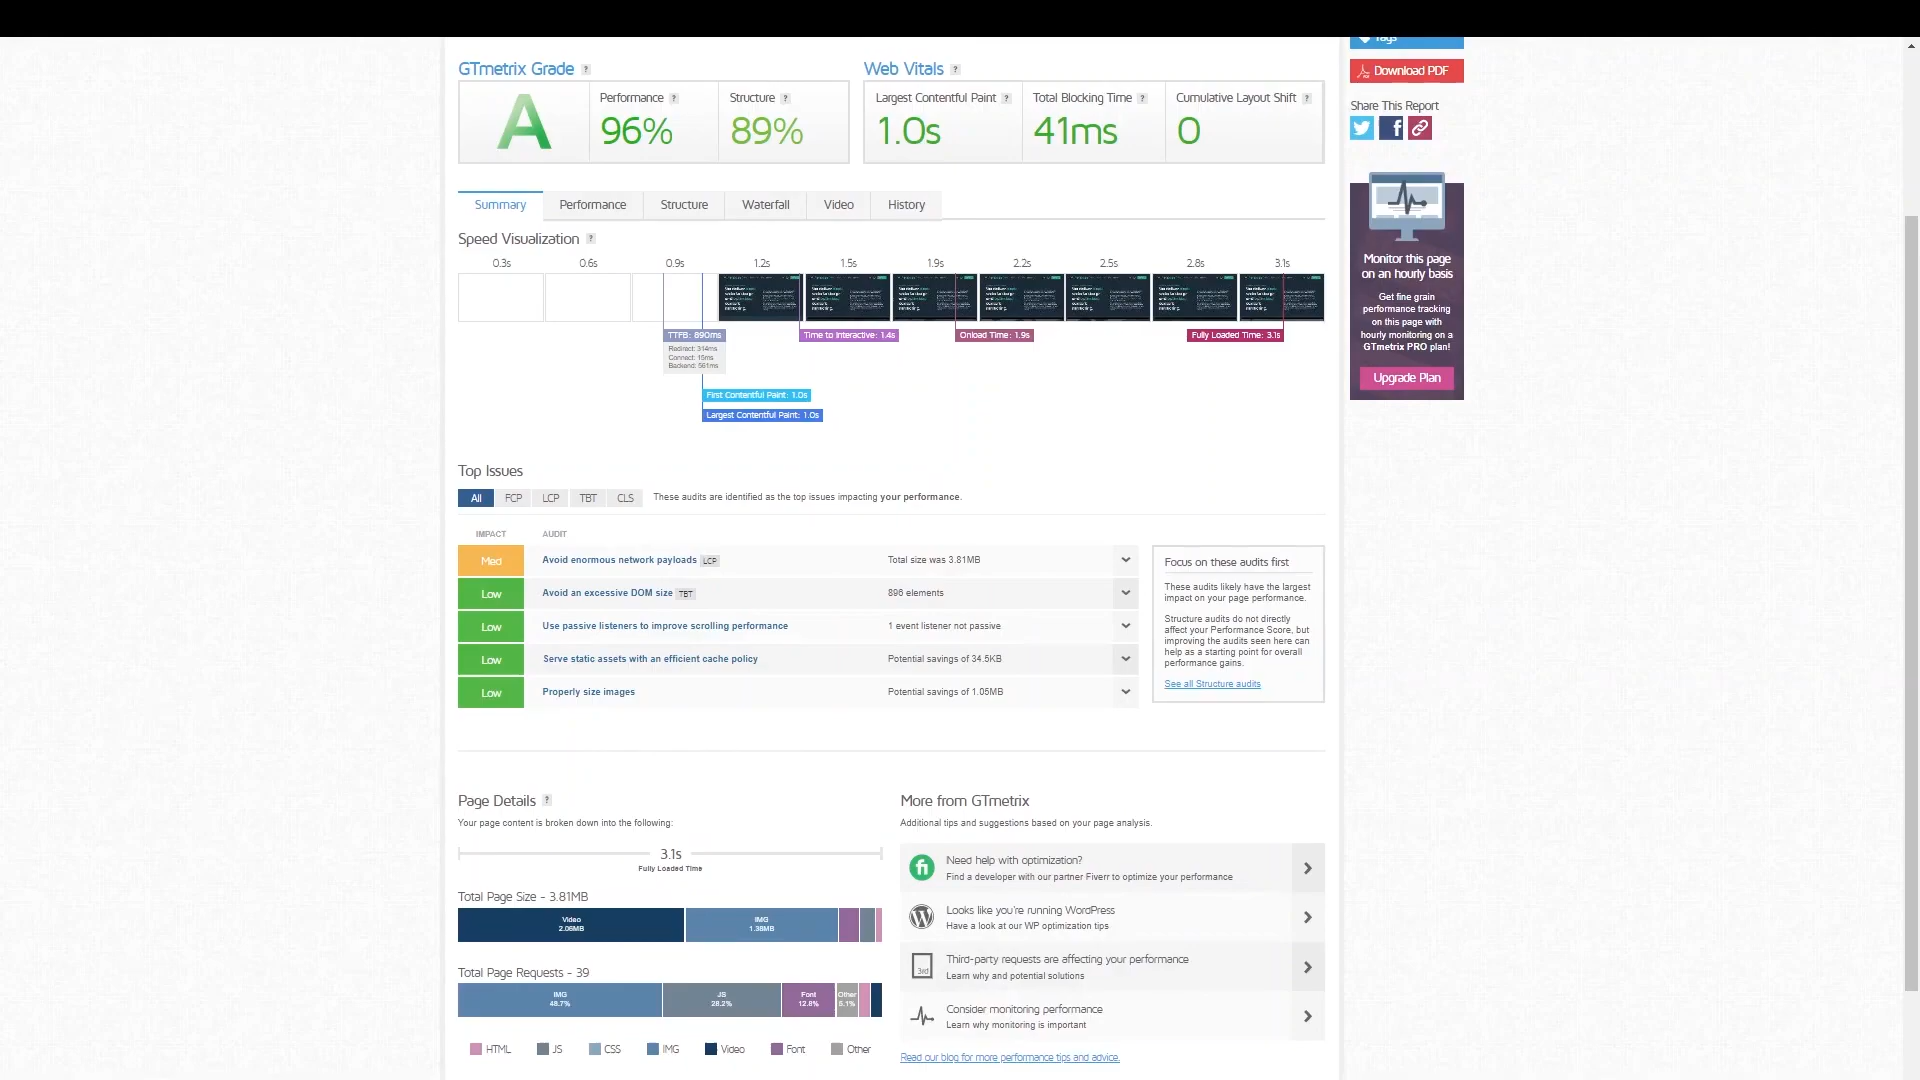 Tags
Download PDF
GTmetrix Grade ?
Web Vitals ?
Share This Report
A
Performance ?
96%
Structure ?
89%
Largest Contentful Paint ?
1.0s
Total Blocking Time ?
41ms
Cumulative Layout Shift ?
0
Summary
Performance
Structure
Waterfall
Video
History
Monitor this page
on an hourly basis
Get fine grain
performance tracking
on this page with
hourly monitoring on a
GTmetrix PRO plan!
Upgrade Plan
Speed Visualization ?
0.3s
0.6s
0.9s
1.2s
1.5s
1.9s
2.2s
2.5s
2.8s
3.1s
TTFB: 890ms
Redirect: 314ms
Connect: 15ms
Backend: 561ms
Time to Interactive: 1.4s
Onload Time: 1.9s
Fully Loaded Time: 3.1s
First Contentful Paint: 1.0s
Largest Contentful Paint: 1.0s
Top Issues
All FCP LCP TBT CLS These audits are identified as the top issues impacting your performance.
IMPACT AUDIT
Med Avoid enormous network payloads LCP Total size was 3.81MB
Low Avoid an excessive DOM size TBT 896 elements
Low Use passive listeners to improve scrolling performance 1 event listener not passive
Low Serve static assets with an efficient cache policy Potential savings of 34.5KB
Low Properly size images Potential savings of 1.05MB
Focus on these audits first
These audits likely have the largest
impact on your page performance.
Structure audits do not directly
affect your Performance Score, but
improving the audits seen here can
help as a starting point for overall
performance gains.
See all Structure audits
Page Details ?
Your page content is broken down into the following:
3.1s
Fully Loaded Time
Total Page Size - 3.81MB
Video
2.06MB
IMG
1.38MB
Total Page Requests - 39
IMG
48.7%
JS
28.2%
Font
12.8%
Other
5.1%
HTML JS CSS IMG Video Font Other
More from GTmetrix
Additional tips and suggestions based on your page analysis.
fi
Need help with optimization?
Find a developer with our partner Fiverr to optimize your performance
Looks like you're running WordPress
Have a look at our WP optimization tips
3rd
Third-party requests are affecting your performance
Learn why and potential solutions
Consider monitoring performance
Learn why monitoring is important
Read our blog for more performance tips and advice.